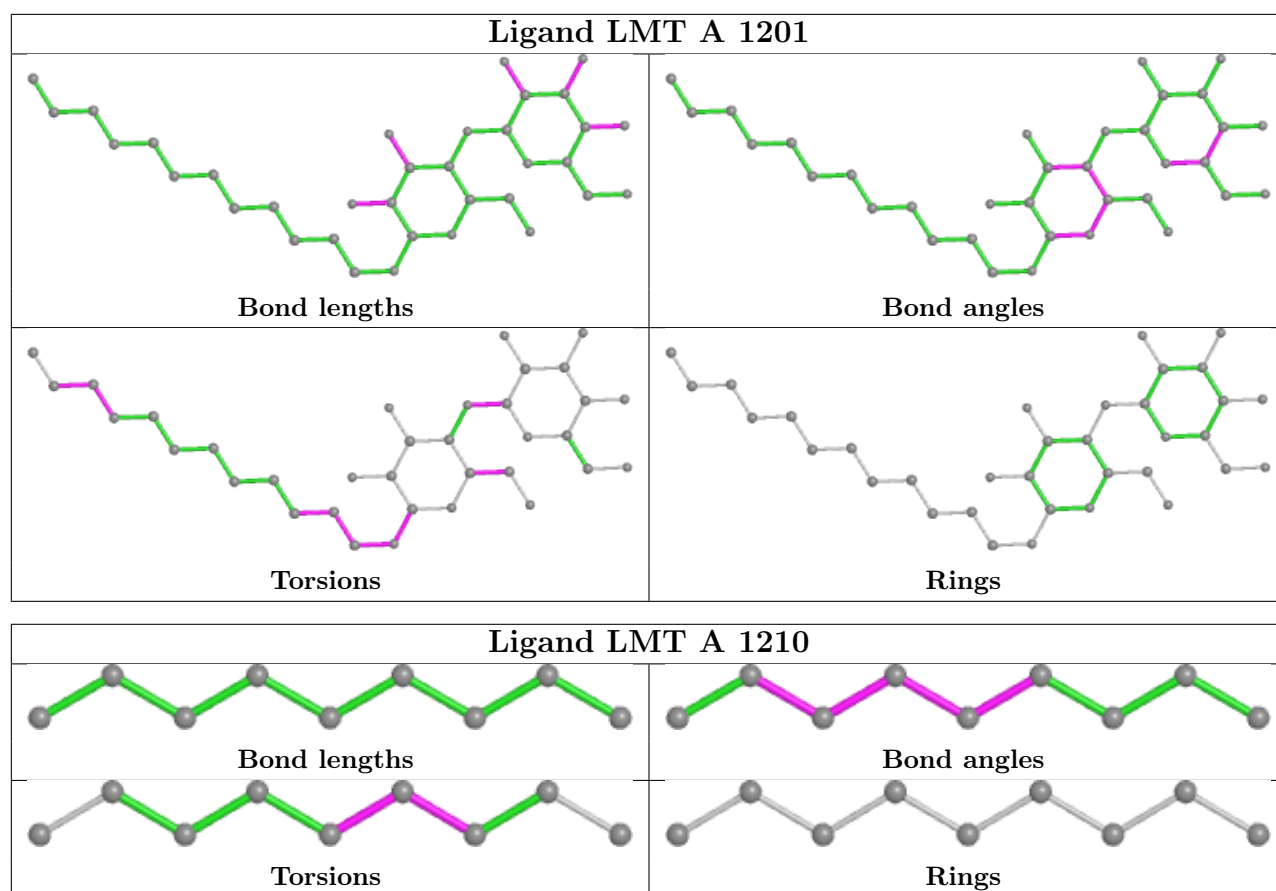 Ligand LMT A 1201
Bond lengths
Bond angles
Torsions
Rings
Ligand LMT A 1210
Bond lengths
Bond angles
Torsions
Rings